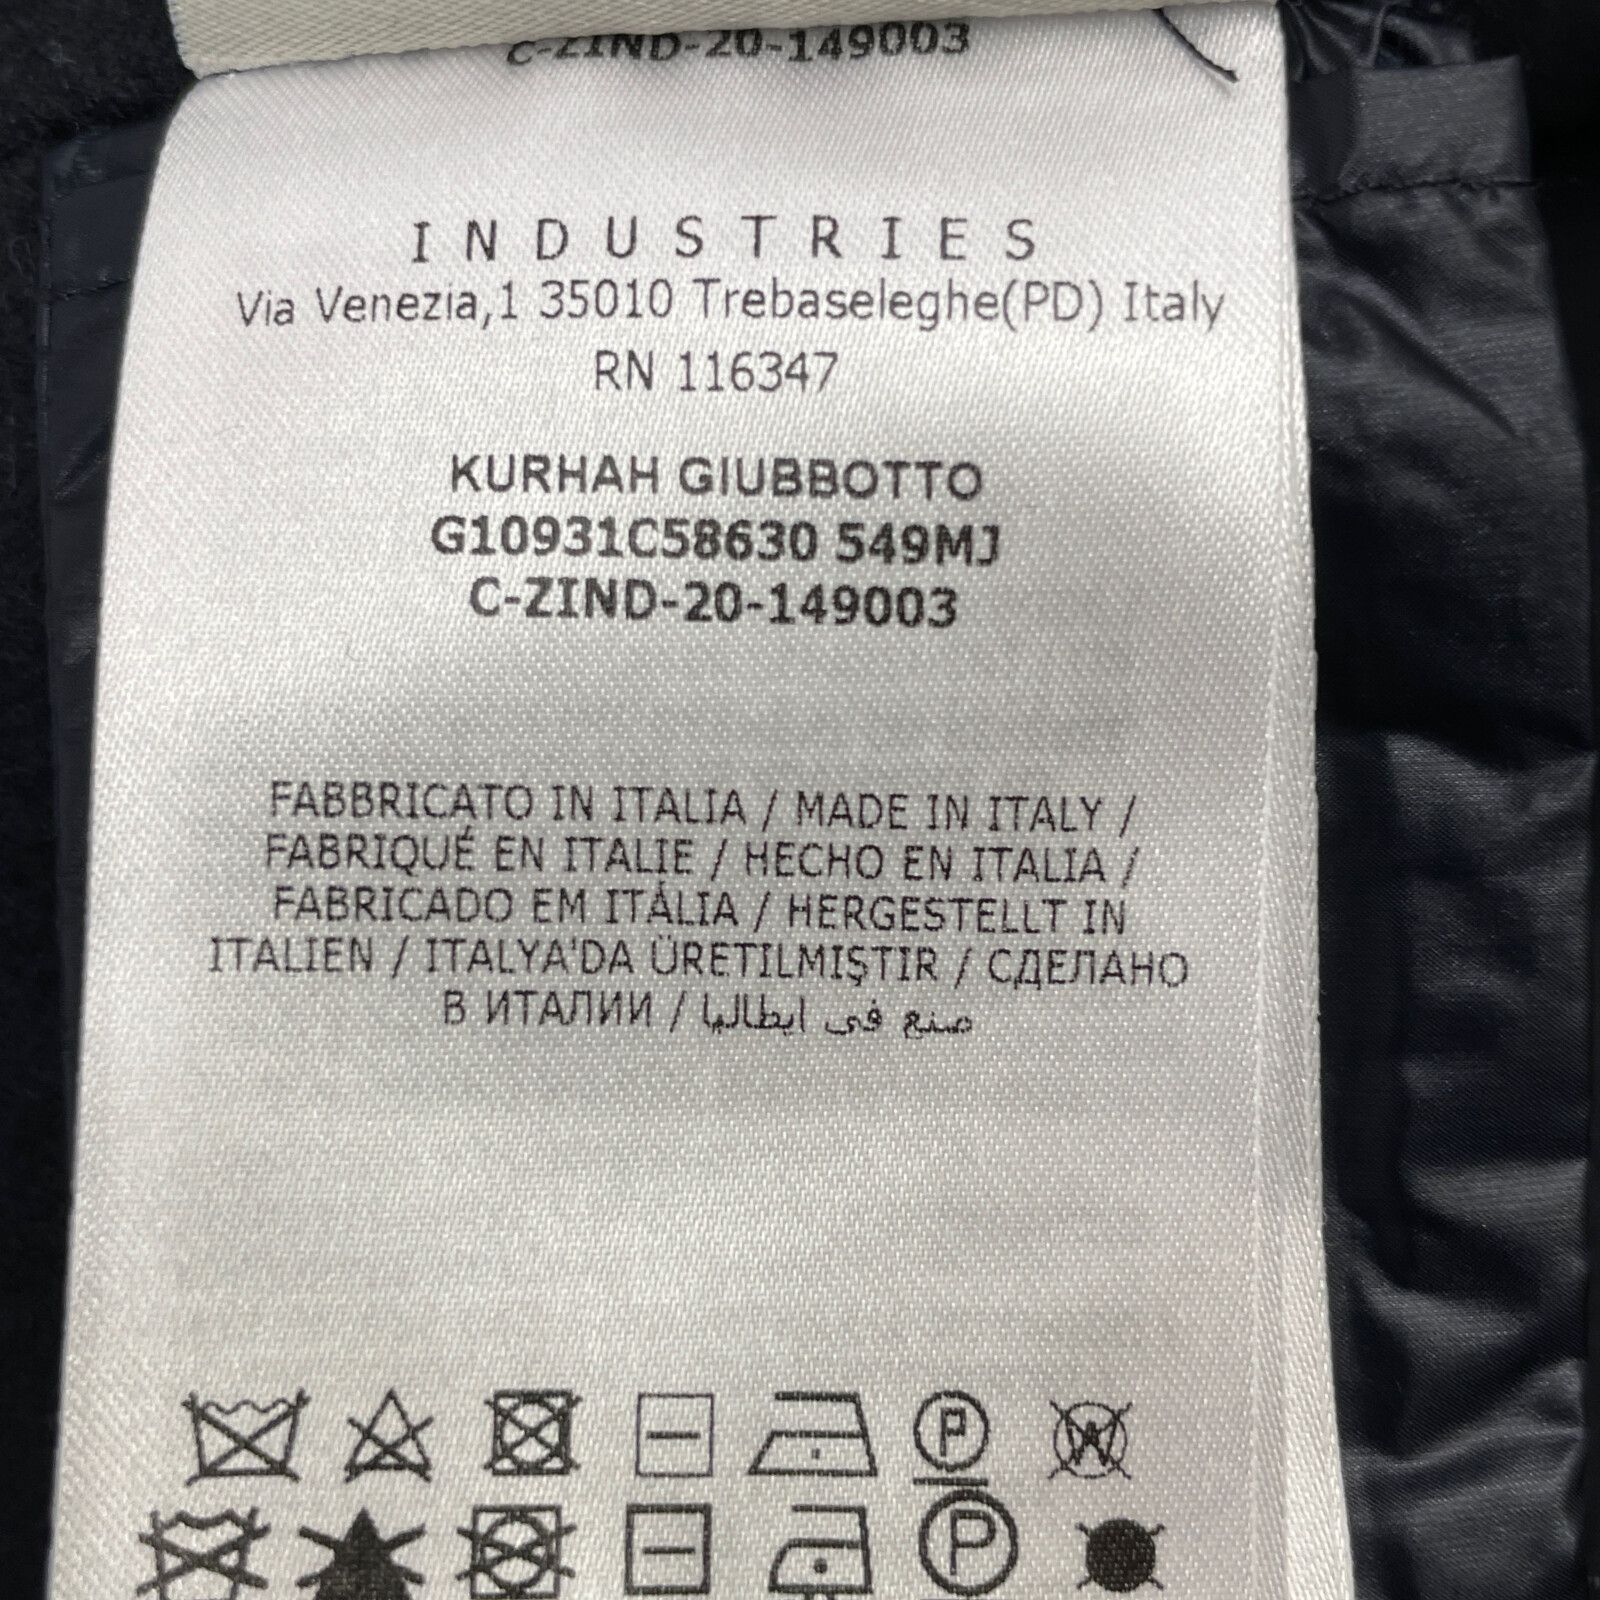 C-ZIND-20-149003
INDUSTRIES
Via Venezia,1 35010 Trebaseleghe(PD) Italy
RN 116347
KURHAH GIUBBOTTO
G10931C58630 549MJ
C-ZIND-20-149003
FABBRICATO IN ITALIA / MADE IN ITALY /
FABRIQUÉ EN ITALIE / HECHO EN ITALIA /
FABRICADO EM ITÁLIA / HERGESTELLT IN
ITALIEN / ITALYA'DA ÜRETILMIŞTIR / СДЕЛАНО
В ИТАЛИИ / صنع في ايطاليا
P W
P